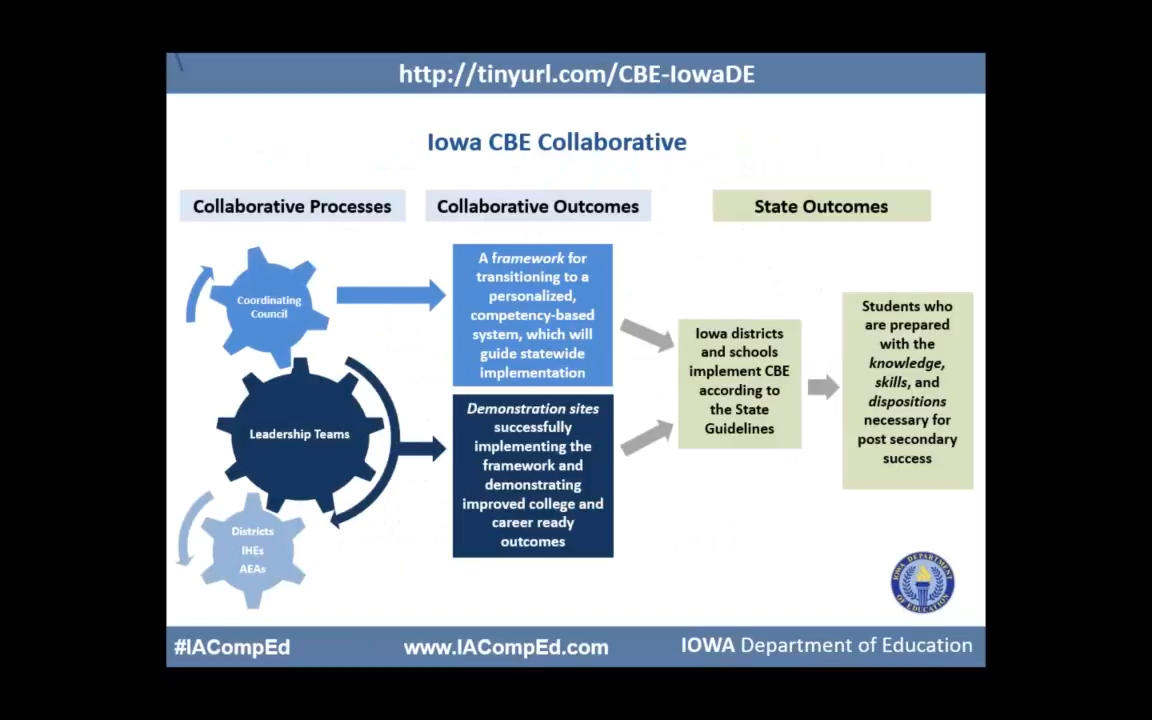 http://tinyurl.com/CBE-IowaDE
Iowa CBE Collaborative
Collaborative Processes
Collaborative Outcomes
State Outcomes
Coordinating
Council
Leadership Teams
Districts
IHEs
AEAs
A framework for
transitioning to a
personalized,
competency-based
system, which will
guide statewide
implementation
Demonstration sites
successfully
implementing the
framework and
demonstrating
improved college and
career ready
outcomes
Iowa districts
and schools
implement CBE
according to
the State
Guidelines
Students who
are prepared
with the
knowledge,
skills, and
dispositions
necessary for
post secondary
success
IOWA DEPARTMENT
OF EDUCATION
#IACompEd
www.IACompEd.com
IOWA Department of Education